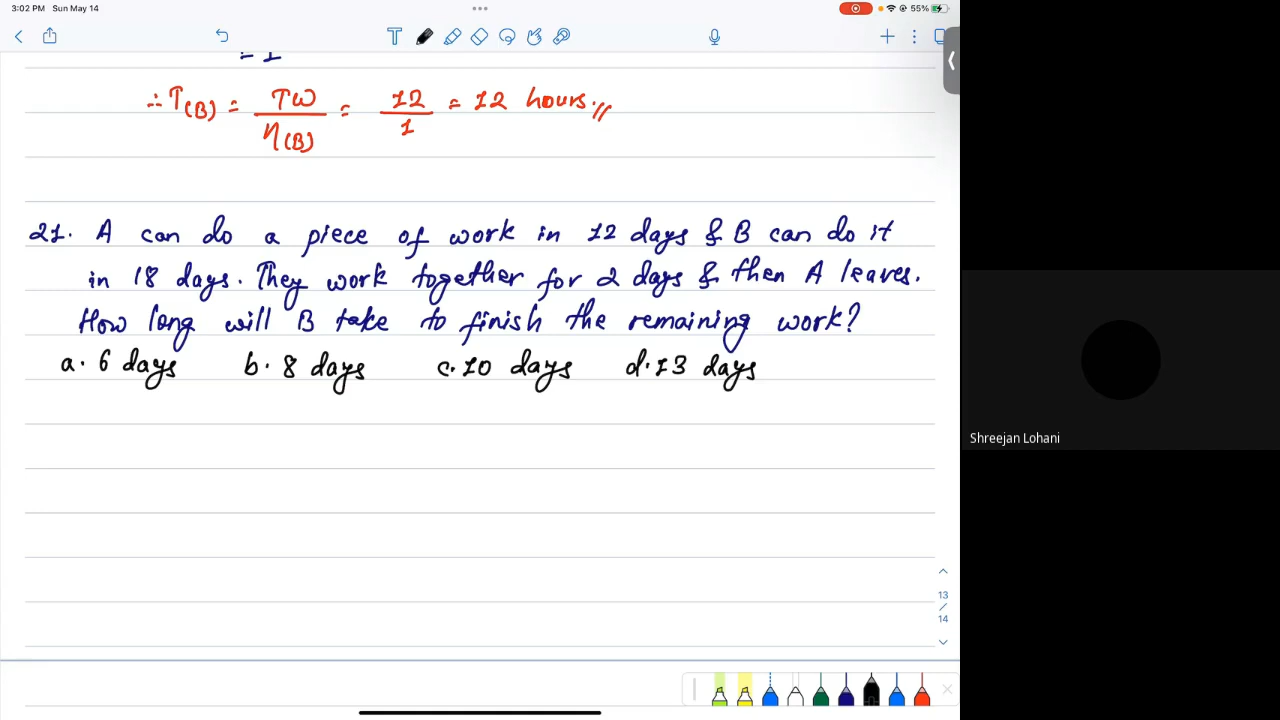 3:02 PM Sun May 14
55%
= 1
∴ T(B) = TW / η(B) = 12 / 1 = 12 hours.
21. A can do a piece of work in 12 days & B can do it
in 18 days. They work together for 2 days & then A leaves.
How long will B take to finish the remaining work?
a. 6 days b. 8 days c. 10 days d. 13 days
Shreejan Lohani
13
/
14